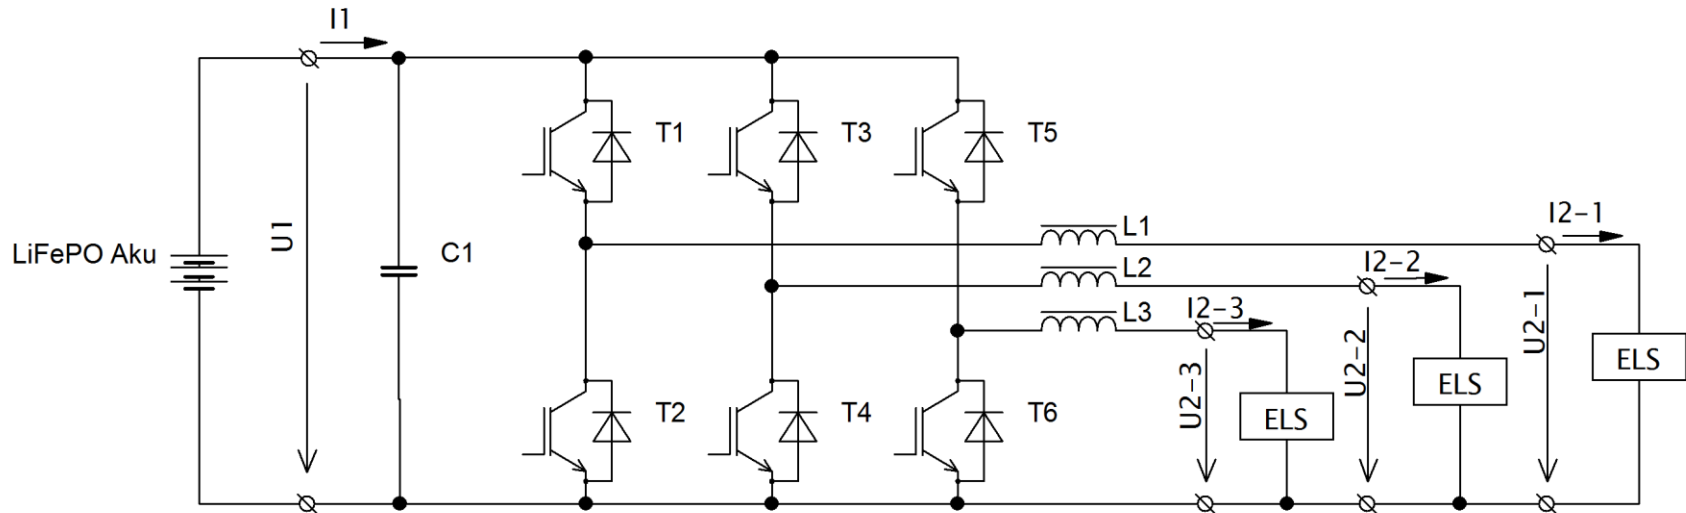 I1
T1
T3
T5
LiFePO Aku
U1
C1
L1
I2-1
L2
I2-2
L3
I2-3
U2-1
U2-2
U2-3
ELS
ELS
ELS
T2
T4
T6